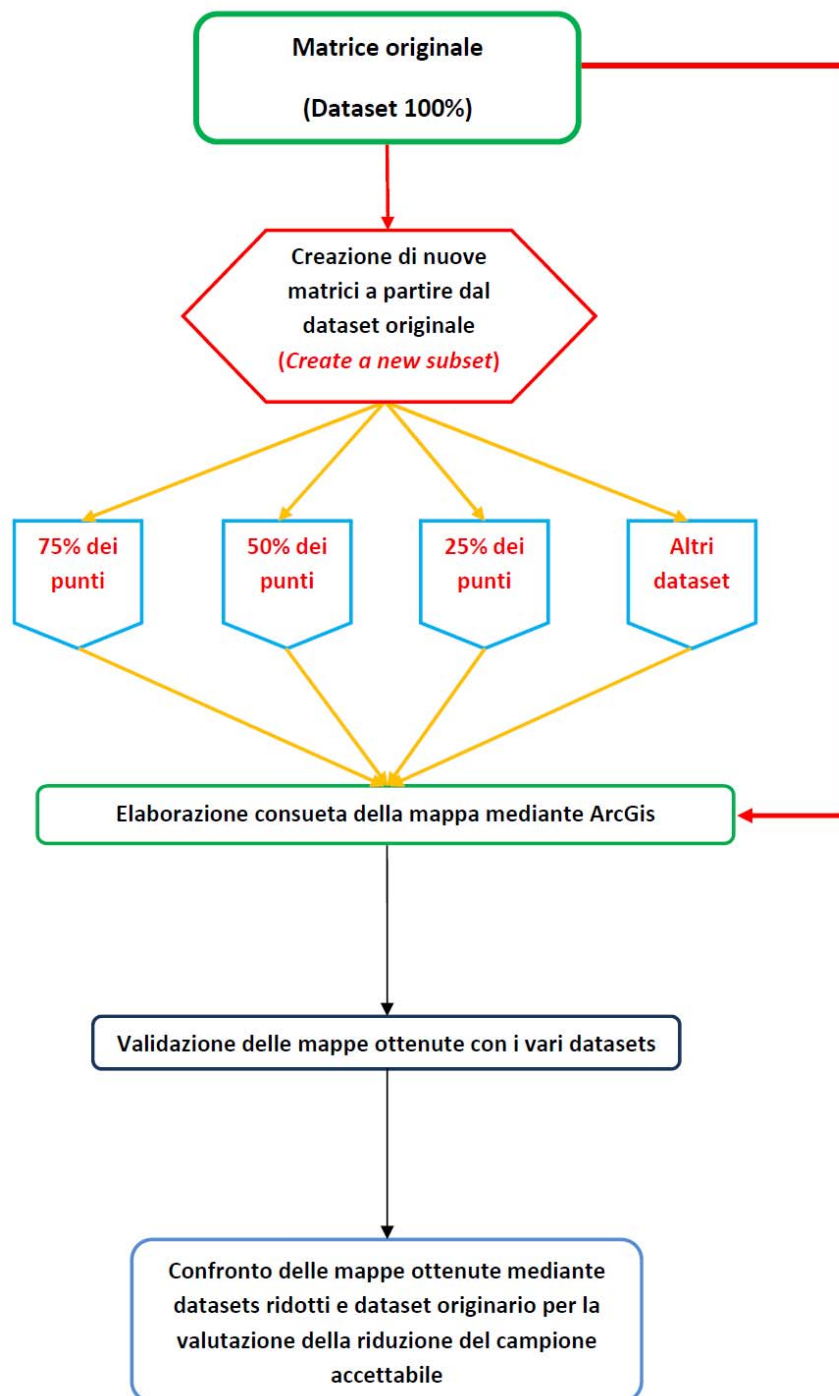 Matrice originale
(Dataset 100%)
Creazione di nuove
matrici a partire dal
dataset originale
(Create a new subset)
75% dei
punti
50% dei
punti
25% dei
punti
Altri
dataset
Elaborazione consueta della mappa mediante ArcGis
Validazione delle mappe ottenute con i vari datasets
Confronto delle mappe ottenute mediante
datasets ridotti e dataset originario per la
valutazione della riduzione del campione
accettabile